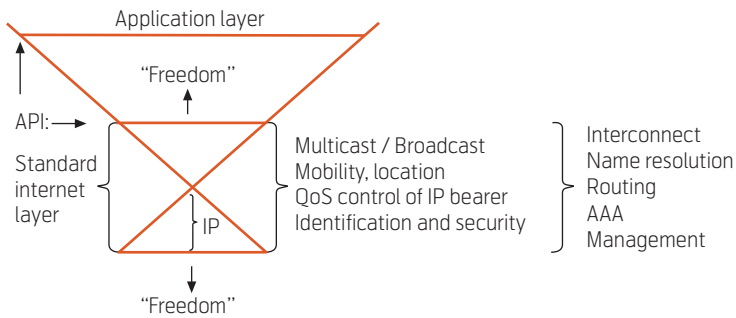 Application layer
“Freedom”
API:
Standard
internet
layer
IP
Multicast / Broadcast
Mobility, location
QoS control of IP bearer
Identification and security
Interconnect
Name resolution
Routing
AAA
Management
“Freedom”